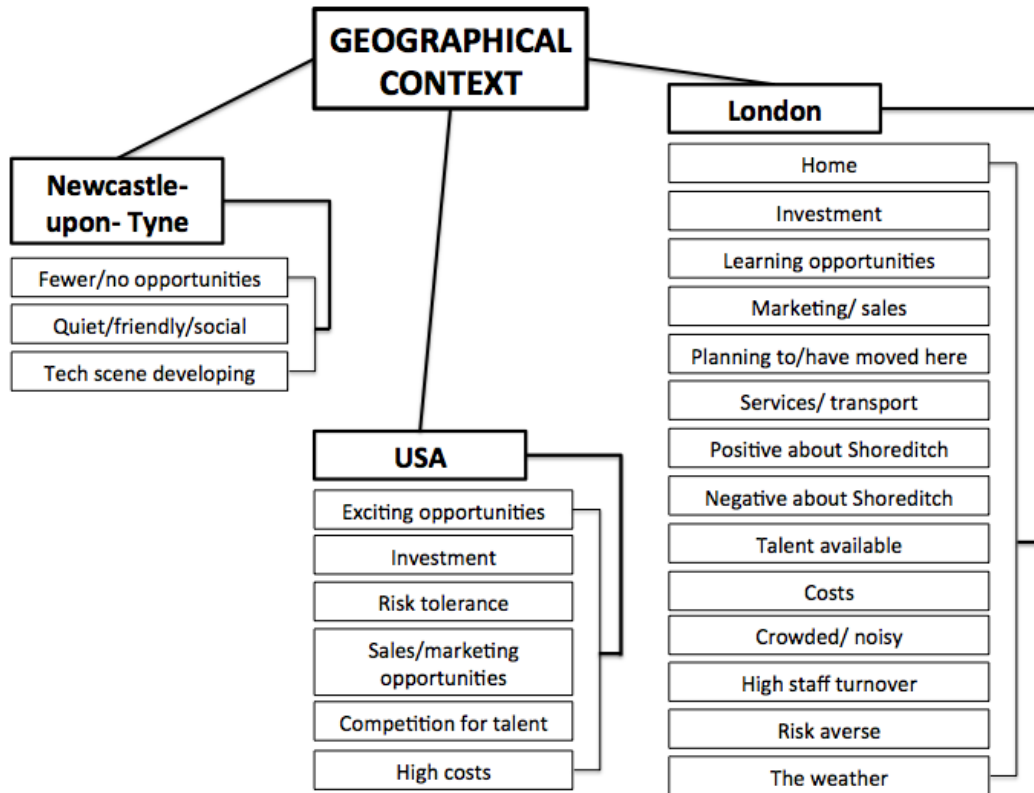 GEOGRAPHICAL
CONTEXT
Newcastle-
upon- Tyne
Fewer/no opportunities
Quiet/friendly/social
Tech scene developing
USA
Exciting opportunities
Investment
Risk tolerance
Sales/marketing
opportunities
Competition for talent
High costs
London
Home
Investment
Learning opportunities
Marketing/ sales
Planning to/have moved here
Services/ transport
Positive about Shoreditch
Negative about Shoreditch
Talent available
Costs
Crowded/ noisy
High staff turnover
Risk averse
The weather